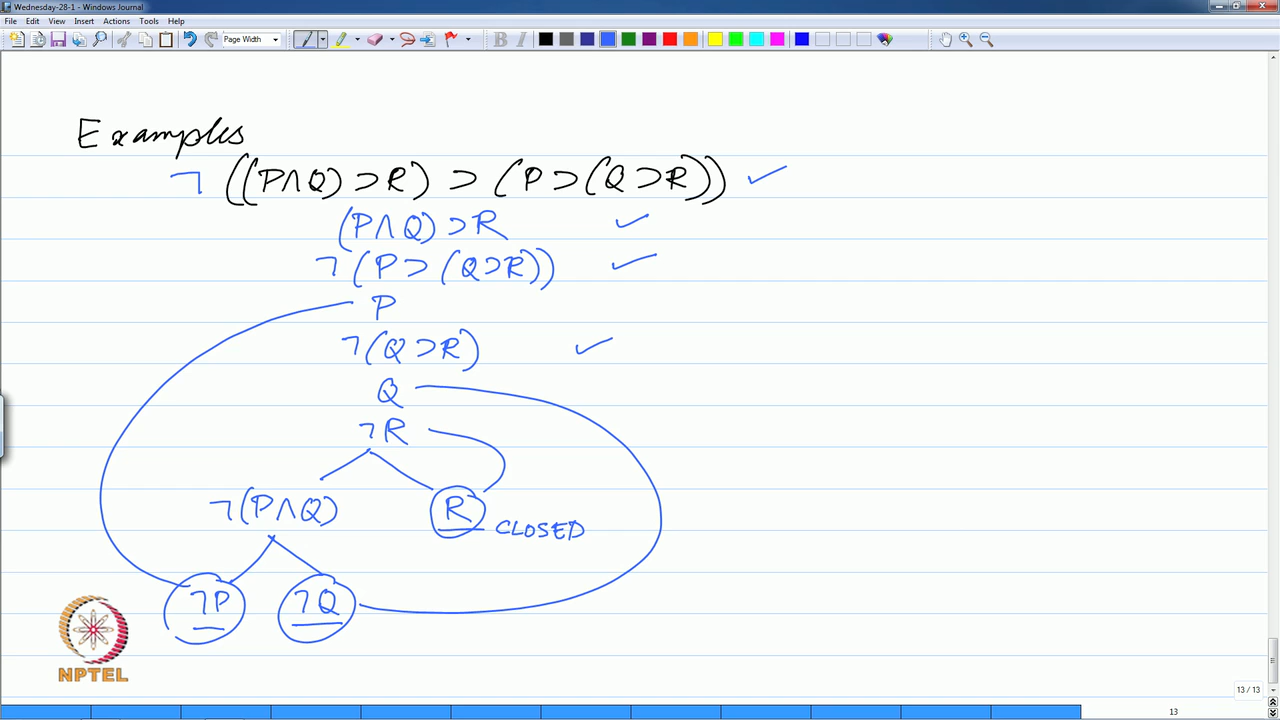 Wednesday-28-1 - Windows Journal
File Edit View Insert Actions Tools Help
Page Width
B I
Examples
¬((P∧Q)⊃R)⊃(P⊃(Q⊃R)) ✓
(P∧Q)⊃R ✓
¬(P⊃(Q⊃R)) ✓
P
¬(Q⊃R) ✓
Q
¬R
¬(P∧Q) R CLOSED
¬P ¬Q
NPTEL
13 / 13
13